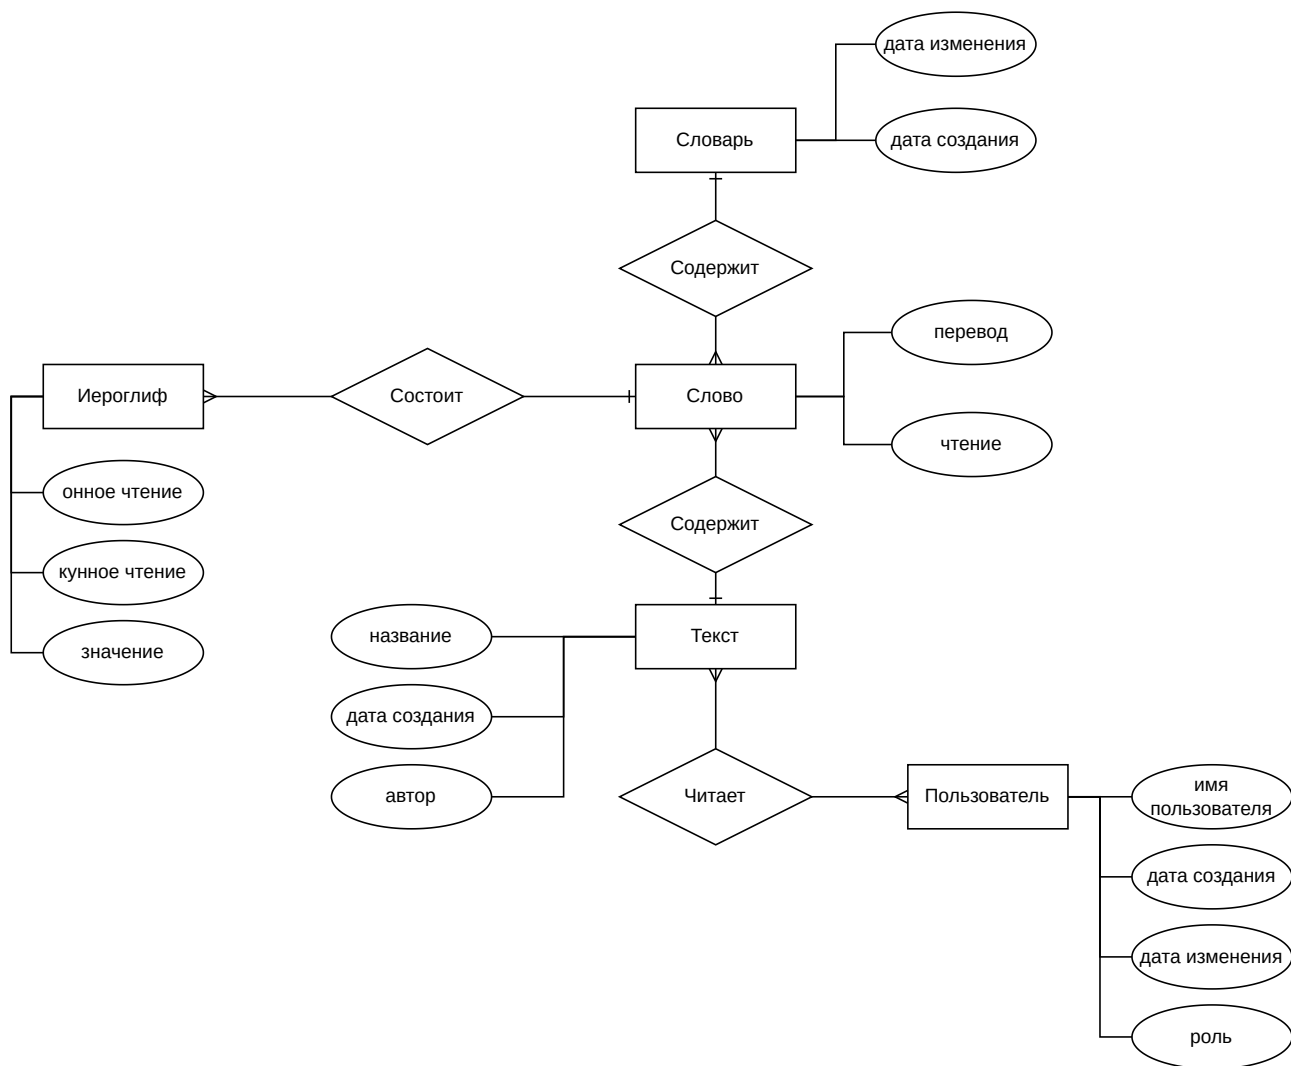 дата изменения
Словарь
дата создания
Содержит
перевод
Иероглиф
Состоит
Слово
чтение
онное чтение
Содержит
кунное чтение
название
Текст
значение
дата создания
автор
Читает
Пользователь
имя
пользователя
дата создания
дата изменения
роль